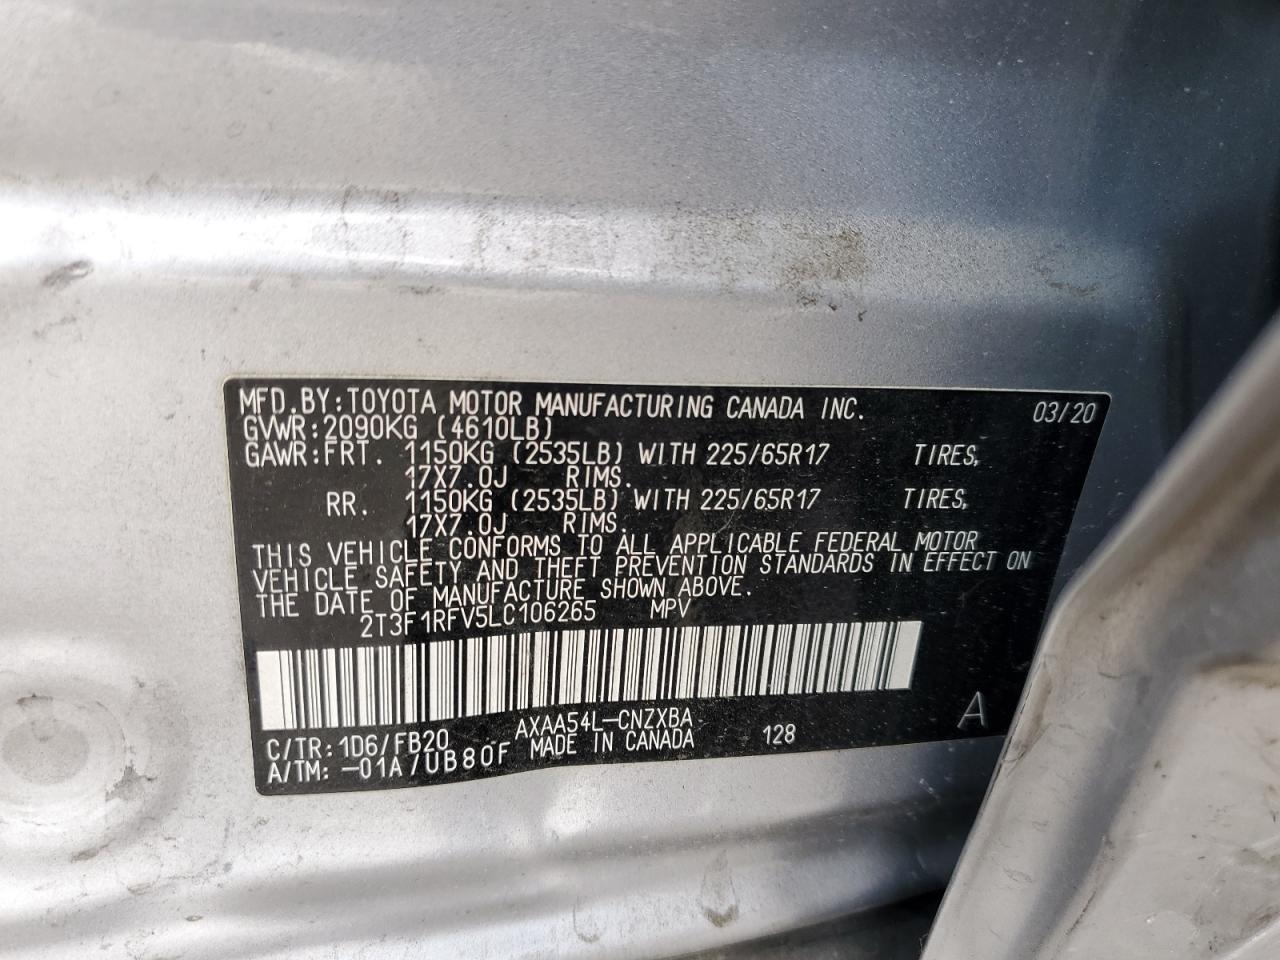 MFD.BY:TOYOTA MOTOR MANUFACTURING CANADA INC. 03/20
GVWR:2090KG (4610LB)
GAWR:FRT. 1150KG (2535LB) WITH 225/65R17 TIRES,
17X7.0J RIMS.
RR. 1150KG (2535LB) WITH 225/65R17 TIRES,
17X7.0J RIMS.
THIS VEHICLE CONFORMS TO ALL APPLICABLE FEDERAL MOTOR
VEHICLE SAFETY AND THEFT PREVENTION STANDARDS IN EFFECT ON
THE DATE OF MANUFACTURE SHOWN ABOVE.
2T3F1RFV5LC106265 MPV
C/TR:1D6/FB20 AXAA54L-CNZXBA 128 A
A/TM:-01A/UB80F MADE IN CANADA